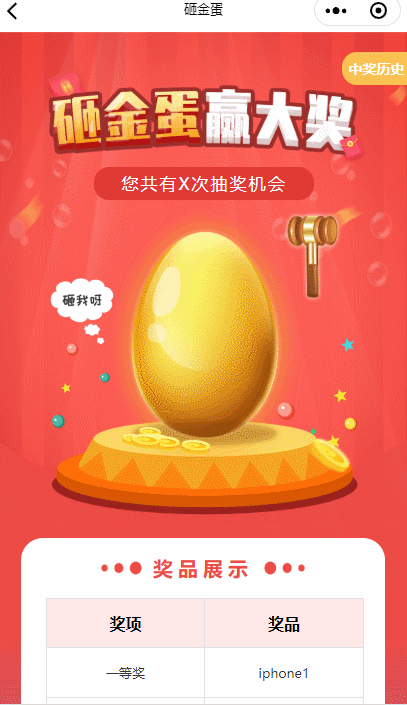 砸金蛋
中奖历史
砸金蛋赢大奖
您共有X次抽奖机会
砸我呀
奖品展示
奖项 奖品
一等奖 iphone1